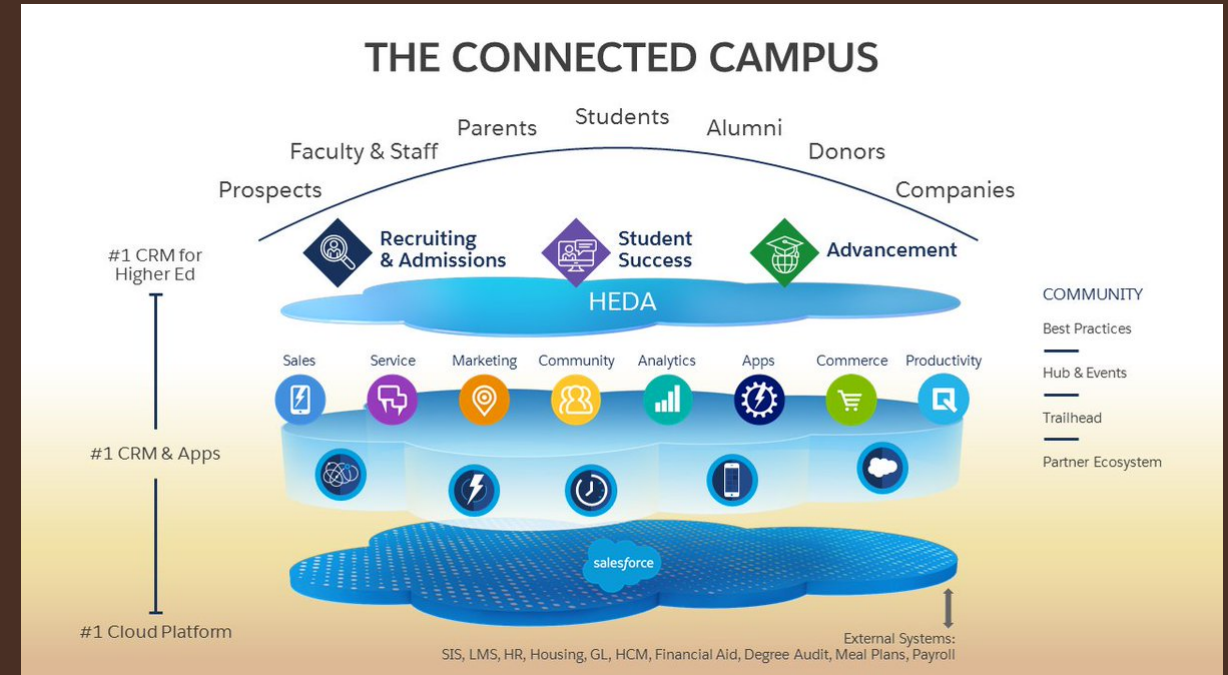 THE CONNECTED CAMPUS
Prospects
Faculty & Staff
Parents
Students
Alumni
Donors
Companies
Recruiting
& Admissions
Student
Success
Advancement
HEDA
#1 CRM for
Higher Ed
#1 CRM & Apps
#1 Cloud Platform
Sales
Service
Marketing
Community
Analytics
Apps
Commerce
Productivity
salesforce
COMMUNITY
Best Practices
Hub & Events
Trailhead
Partner Ecosystem
External Systems:
SIS, LMS, HR, Housing, GL, HCM, Financial Aid, Degree Audit, Meal Plans, Payroll